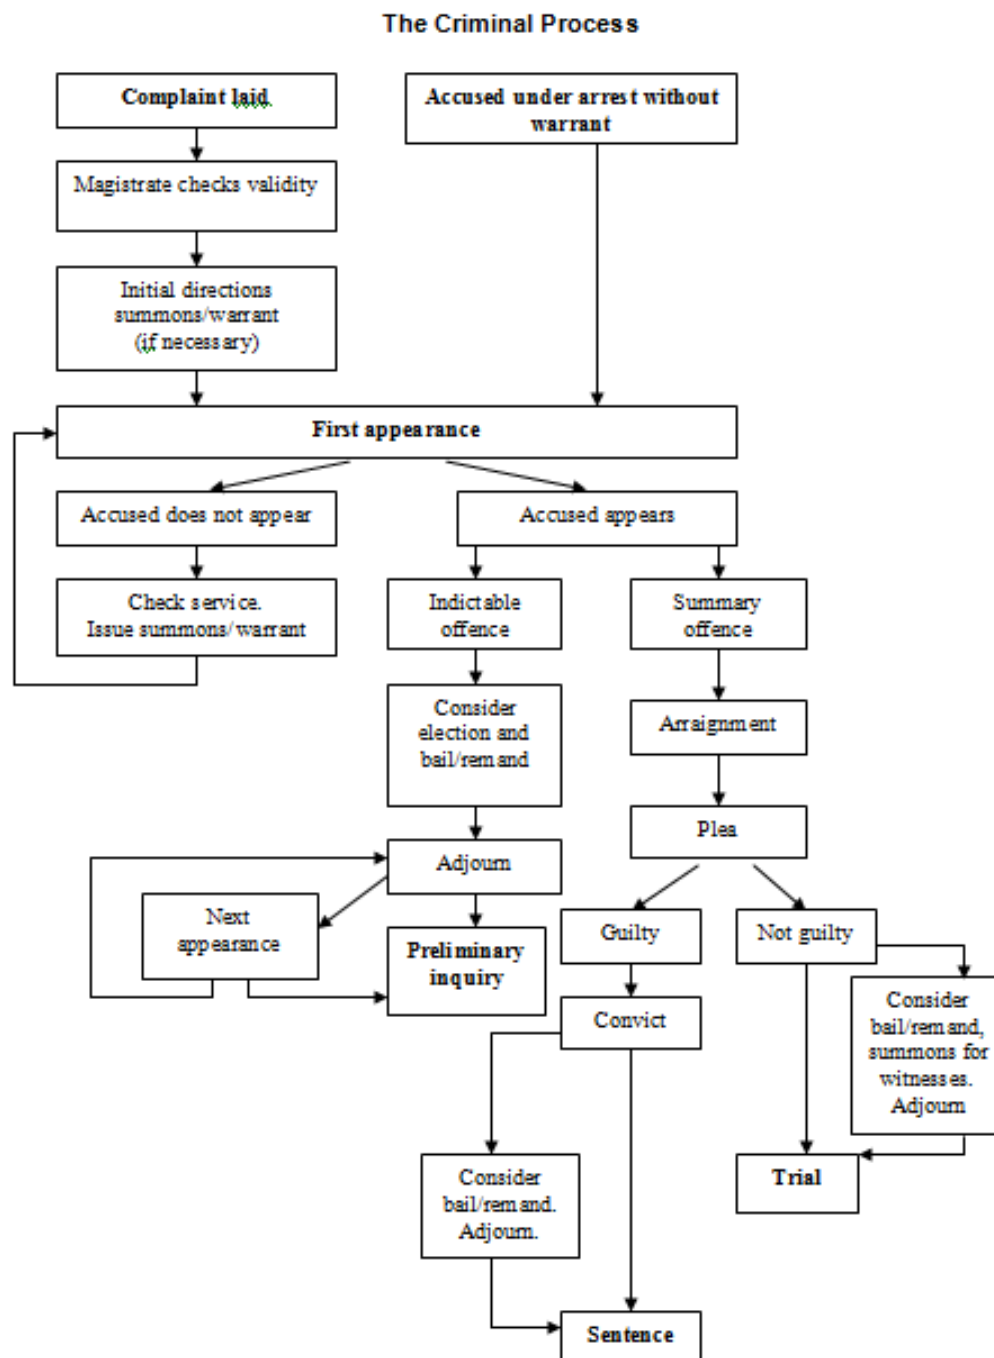 The Criminal Process
Complaint laid
Accused under arrest without
warrant
Magistrate checks validity
Initial directions
summons/warrant
(if necessary)
First appearance
Accused does not appear
Accused appears
Check service.
Issue summons/warrant
Indictable
offence
Summary
offence
Consider
election and
bail/remand
Arraignment
Plea
Adjourn
Next
appearance
Preliminary
inquiry
Guilty
Not guilty
Convict
Consider
bail/remand,
summons for
witnesses.
Adjourn
Consider
bail/remand.
Adjourn.
Trial
Sentence